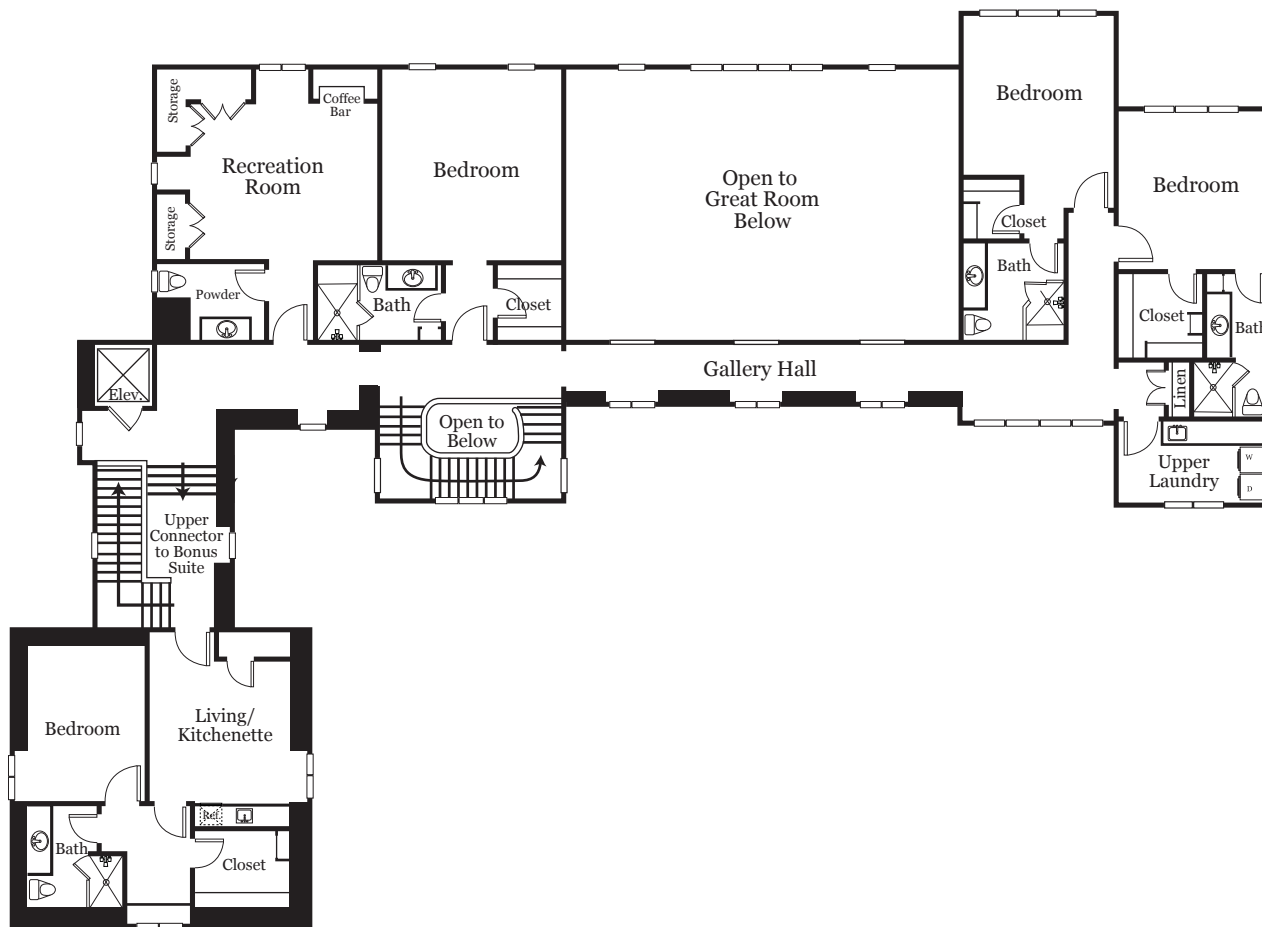 Storage
Coffee
Bar
Recreation
Room
Storage
Powder
Bedroom
Bath
Closet
Open to
Great Room
Below
Bedroom
Closet
Bath
Bedroom
Closet
Bath
Linen
Gallery Hall
Elev.
Open to
Below
Upper
Laundry
W
D
Upper
Connector
to Bonus
Suite
Bedroom
Living/
Kitchenette
Ref.
Bath
Closet